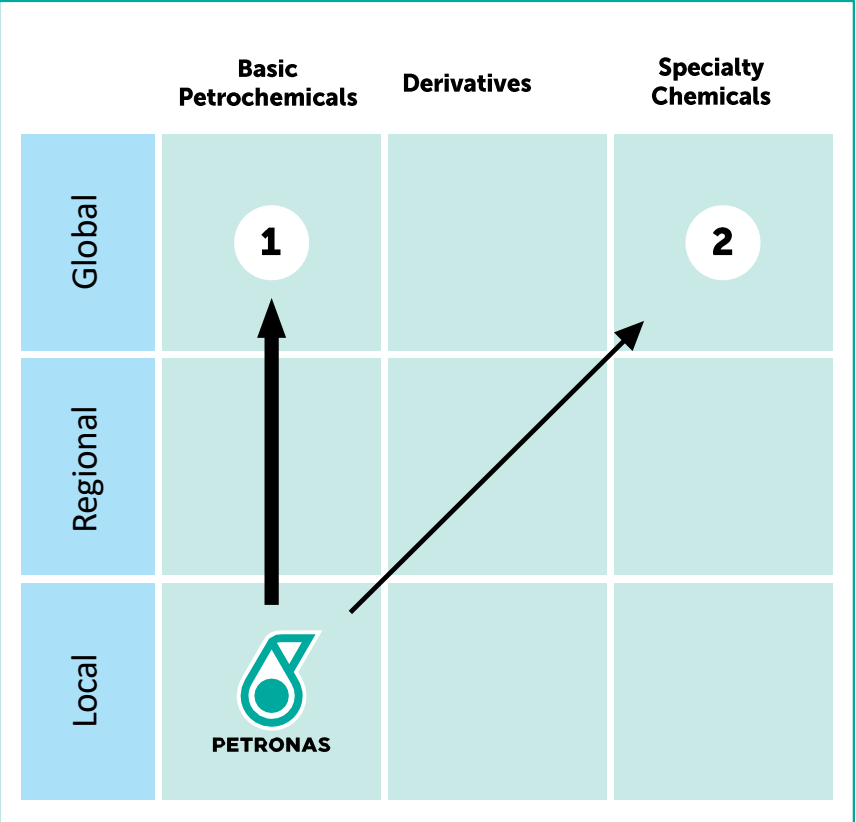 Basic
Petrochemicals
Derivatives
Specialty
Chemicals
Global
1
2
Regional
Local
PETRONAS